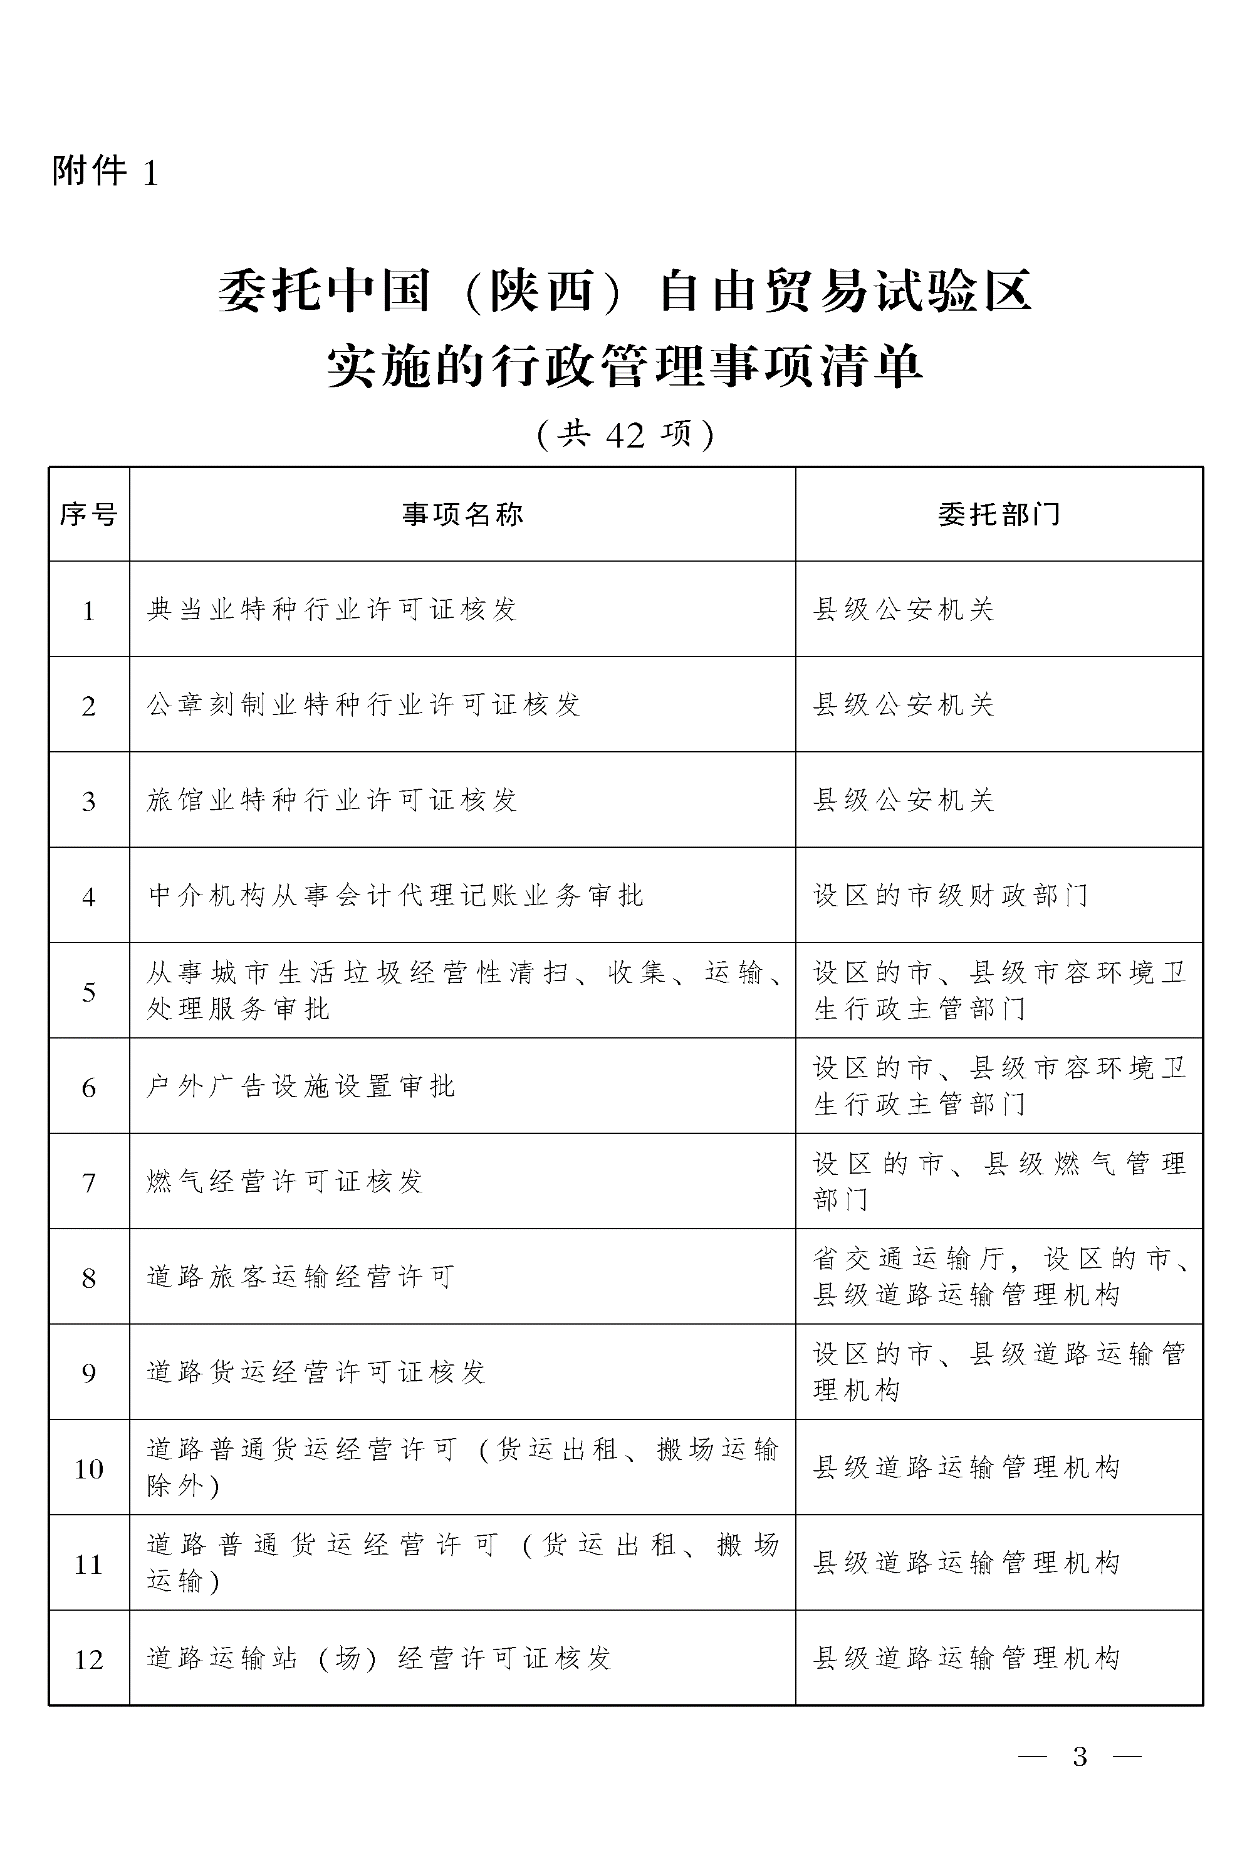 附件 1
委托中国（陕西）自由贸易试验区
实施的行政管理事项清单
（共 42 项）
序号 事项名称 委托部门
1 典当业特种行业许可证核发 县级公安机关
2 公章刻制业特种行业许可证核发 县级公安机关
3 旅馆业特种行业许可证核发 县级公安机关
4 中介机构从事会计代理记账业务审批 设区的市级财政部门
5 从事城市生活垃圾经营性清扫、收集、运输、
处理服务审批
设区的市、县级市容环境卫
生行政主管部门
6 户外广告设施设置审批
设区的市、县级市容环境卫
生行政主管部门
7 燃气经营许可证核发
设区的市、县级燃气管理
部门
8 道路旅客运输经营许可
省交通运输厅，设区的市、
县级道路运输管理机构
9 道路货运经营许可证核发
设区的市、县级道路运输管
理机构
10 道路普通货运经营许可（货运出租、搬场运输
除外）
县级道路运输管理机构
11 道路普通货运经营许可（货运出租、搬场
运输）
县级道路运输管理机构
12 道路运输站（场）经营许可证核发 县级道路运输管理机构
— 3 —